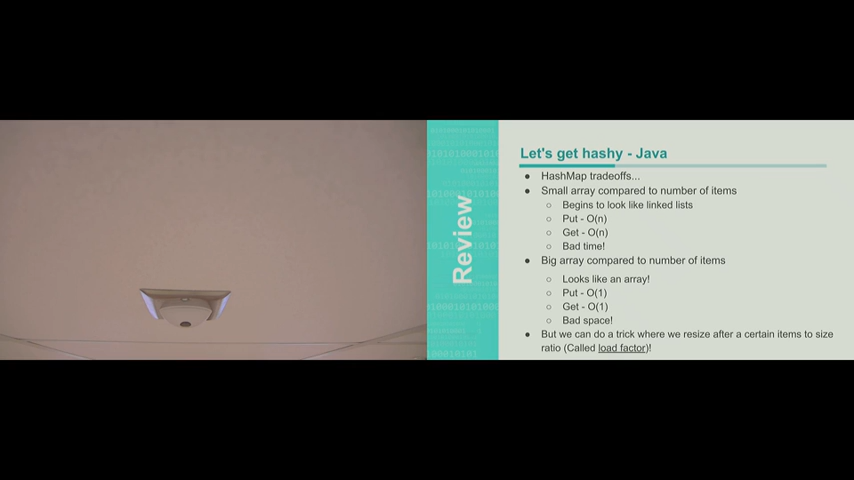 Review
Let's get hashy - Java
● HashMap tradeoffs...
● Small array compared to number of items
○ Begins to look like linked lists
○ Put - O(n)
○ Get - O(n)
○ Bad time!
● Big array compared to number of items
○ Looks like an array!
○ Put - O(1)
○ Get - O(1)
○ Bad space!
● But we can do a trick where we resize after a certain items to size
ratio (Called load factor)!